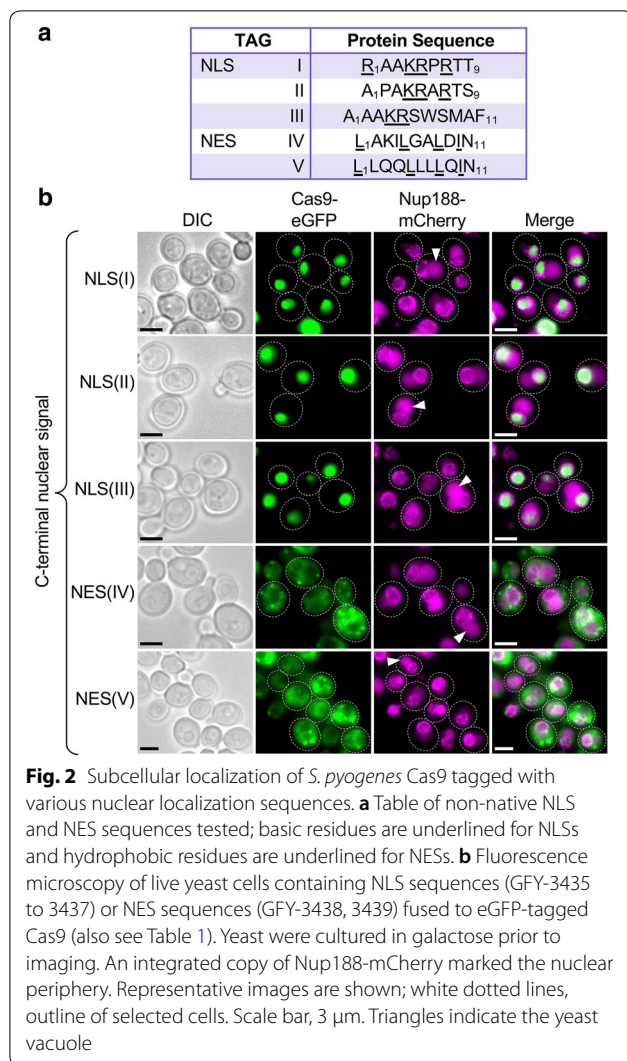 a
TAG Protein Sequence
NLS I R₁AAKRPRTT₉
II A₁PAKRARTS₉
III A₁AAKRSWSMAF₁₁
NES IV L₁AKILGALDIN₁₁
V L₁LQQLLLLQIN₁₁
b
DIC Cas9-eGFP Nup188-mCherry Merge
C-terminal nuclear signal
NLS(I)
NLS(II)
NLS(III)
NES(IV)
NES(V)
Fig. 2 Subcellular localization of S. pyogenes Cas9 tagged with
various nuclear localization sequences. a Table of non-native NLS
and NES sequences tested; basic residues are underlined for NLSs
and hydrophobic residues are underlined for NESs. b Fluorescence
microscopy of live yeast cells containing NLS sequences (GFY-3435
to 3437) or NES sequences (GFY-3438, 3439) fused to eGFP-tagged
Cas9 (also see Table 1). Yeast were cultured in galactose prior to
imaging. An integrated copy of Nup188-mCherry marked the nuclear
periphery. Representative images are shown; white dotted lines,
outline of selected cells. Scale bar, 3 μm. Triangles indicate the yeast
vacuole